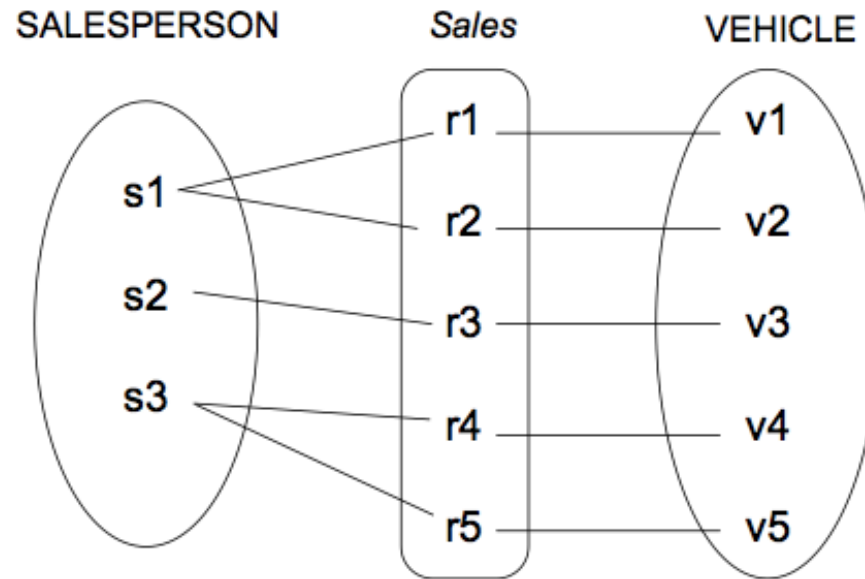 SALESPERSON Sales VEHICLE
r1 v1
s1
r2 v2
s2
r3 v3
s3
r4 v4
r5 v5